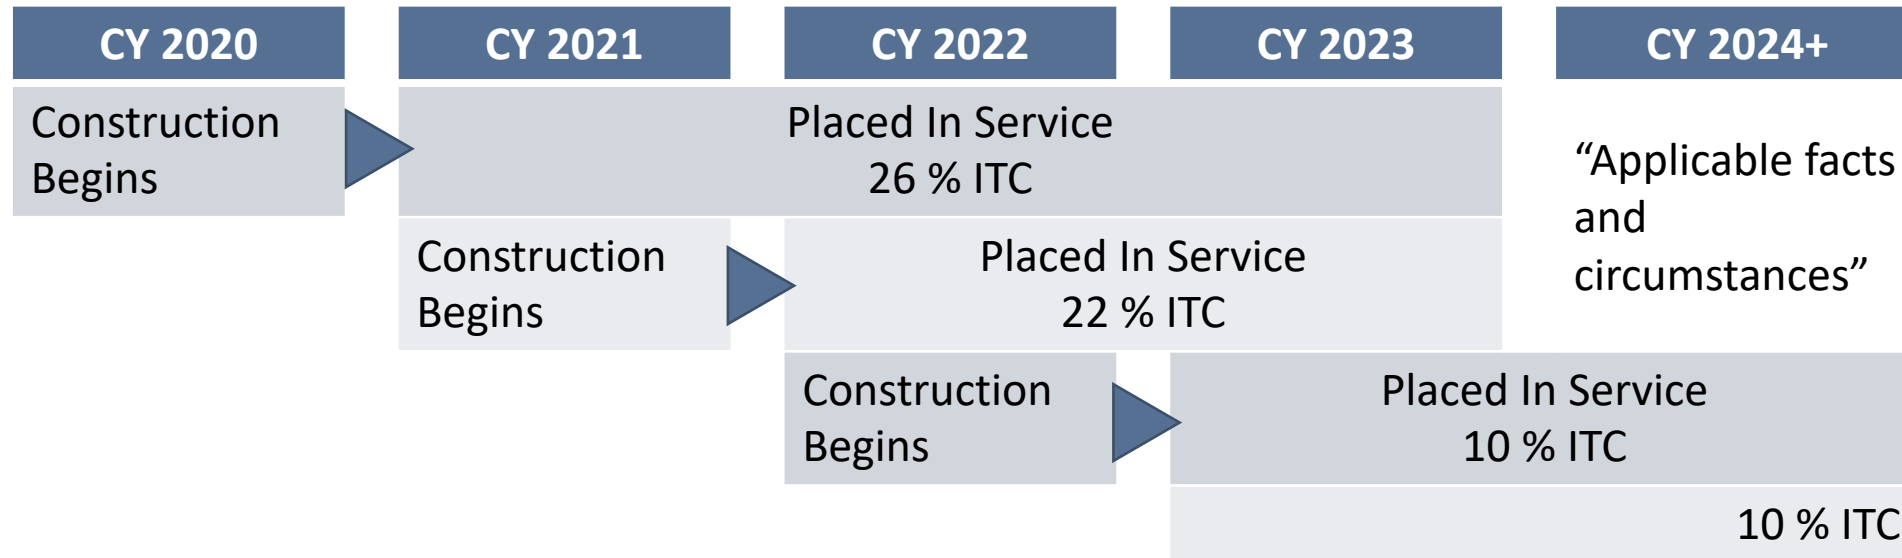 CY 2020
CY 2021
CY 2022
CY 2023
CY 2024+
Construction
Begins
Placed In Service
26 % ITC
“Applicable facts
and
circumstances”
Construction
Begins
Placed In Service
22 % ITC
Construction
Begins
Placed In Service
10 % ITC
10 % ITC